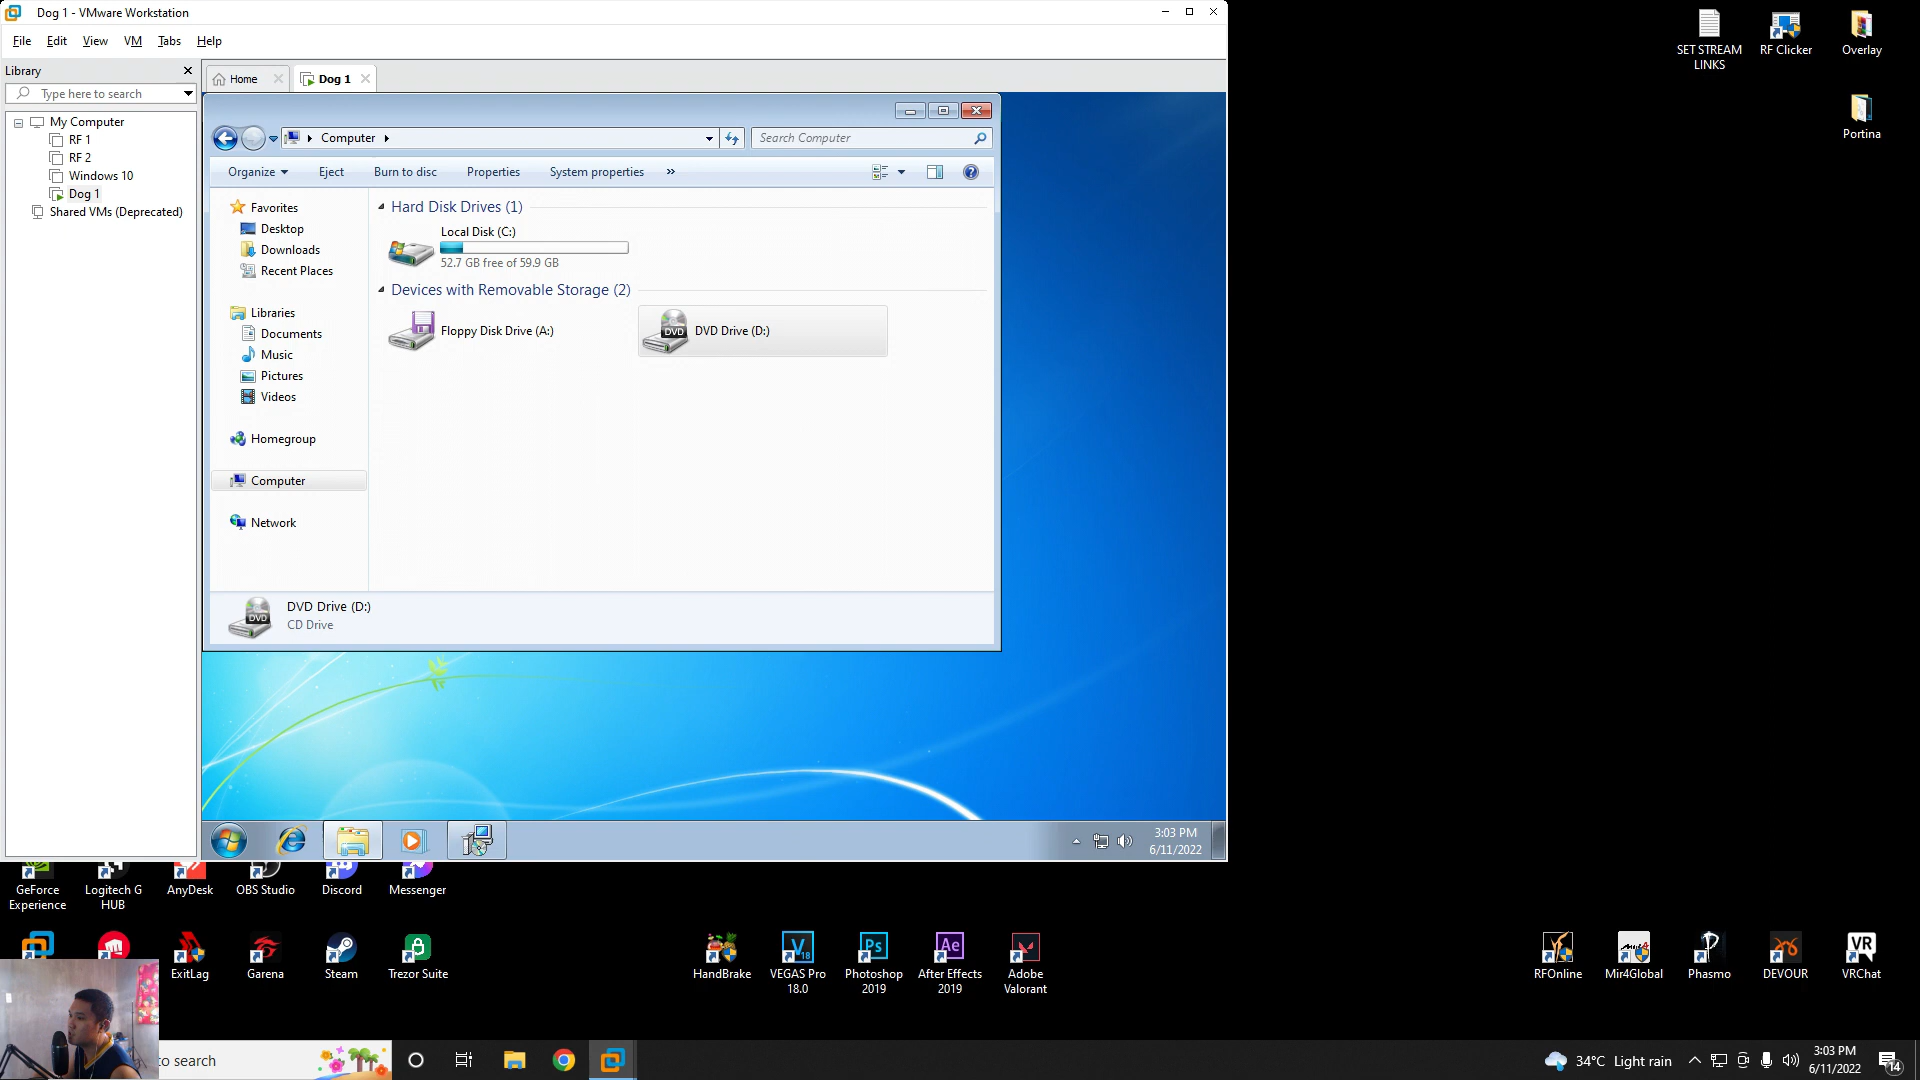 Dog 1 - VMware Workstation
File Edit View VM Tabs Help
Library
Type here to search
My Computer
RF 1
RF 2
Windows 10
Dog 1
Shared VMs (Deprecated)
Home
Dog 1
Computer
Search Computer
Organize Eject Burn to disc Properties System properties »
Favorites
Desktop
Downloads
Recent Places
Libraries
Documents
Music
Pictures
Videos
Homegroup
Computer
Network
Hard Disk Drives (1)
Local Disk (C:)
52.7 GB free of 59.9 GB
Devices with Removable Storage (2)
Floppy Disk Drive (A:)
DVD DVD Drive (D:)
DVD DVD Drive (D:)
CD Drive
3:03 PM
6/11/2022
SET STREAM
LINKS
RF Clicker
Overlay
Portina
GeForce
Experience
Logitech G
HUB
AnyDesk
OBS Studio
Discord
Messenger
ExitLag
Garena
Steam
Trezor Suite
HandBrake
V
18
VEGAS Pro
18.0
Ps
Photoshop
2019
Ae
After Effects
2019
Adobe
Valorant
RFOnline
Mir4Global
Phasmo
DEVOUR
VR
VRChat
to search
34°C Light rain
3:03 PM
6/11/2022
14